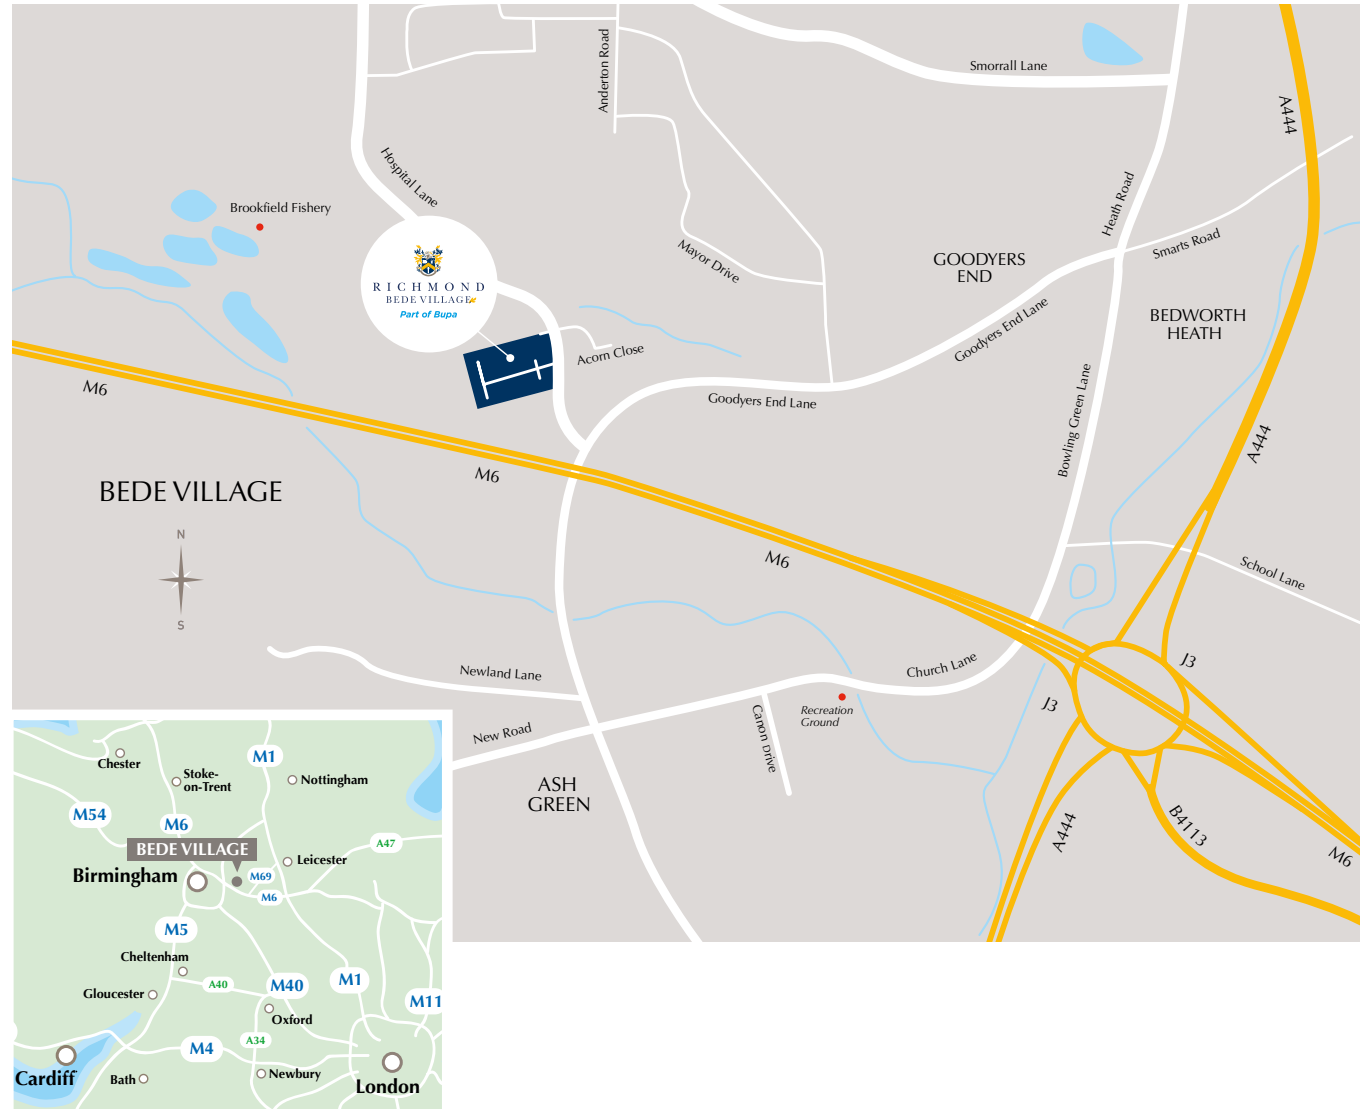 Smorrall Lane
A444
Anderton Road
Hospital Lane
Heath Road
Brookfield Fishery
Smarts Road
Mayor Drive
GOODYERS
END
RICHMOND
BEDE VILLAGE
Part of Bupa
BEDWORTH
HEATH
Goodyers End Lane
Acorn Close
M6
Goodyers End Lane
Bowling Green Lane
A444
M6
BEDE VILLAGE
N
S
M6
School Lane
Newland Lane
Church Lane
J3
J3
Recreation
Ground
New Road
Canon Drive
ASH
GREEN
A444
B4113
M6
Chester
Stoke-
on-Trent
M1
Nottingham
M54
M6
BEDE VILLAGE
A47
Leicester
Birmingham
M69
M6
M5
Cheltenham
A40
M40
M1
Gloucester
M11
Oxford
A34
M4
Cardiff
Bath
Newbury
London